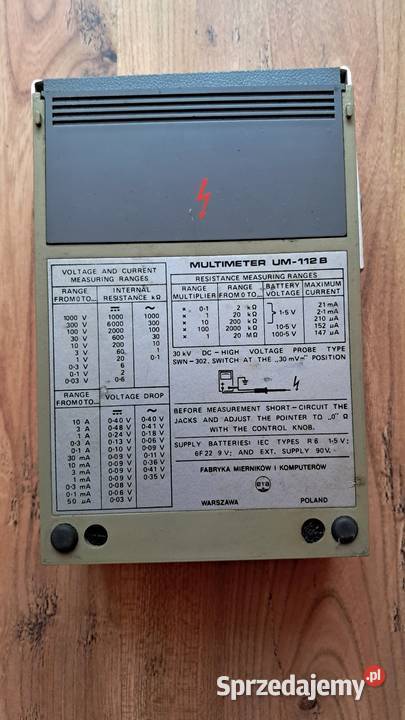 MULTIMETER UM-112B
VOLTAGE AND CURRENT
MEASURING RANGES
RANGE INTERNAL
FROM 0 TO... RESISTANCE kΩ
1000 V 1000 1000
300 V 6000 300
100 V 2000 100
30 V 600 30
10 V 200 10
3 V 60 1
1 V 20 0·1
0·3 V 6
0·1 V 2
0·03 V 0·6
RANGE VOLTAGE DROP
FROM 0 TO...
10 A 0·40 V 0·40 V
3 A 0·48 V 0·41 V
1 A 0·24 V 0·18 V
0·3 A 0·13 V 0·06 V
0·1 A 0·10 V 0·07 V
30 mA 0·09 V 0·09 V
10 mA 0·09 V 0·36 V
3 mA 0·09 V 0·41 V
1 mA 0·09 V 0·35 V
0·3 mA 0·08 V
0·1 mA 0·06 V
50 µA 0·03 V
RESISTANCE MEASURING RANGES
RANGE RANGE BATTERY MAXIMUM
MULTIPLIER FROM 0 TO... VOLTAGE CURRENT
× 0·1 2 kΩ 21 mA
× 1 20 kΩ 1·5 V 2·1 mA
× 10 200 kΩ 210 µA
× 100 2000 kΩ 10·5 V 152 µA
× 1 20 MΩ 100·5 V 147 µA
30 kV DC – HIGH VOLTAGE PROBE TYPE
SWN-302. SWITCH AT THE „30 mV⎓" POSITION
BEFORE MEASUREMENT SHORT-CIRCUIT THE
JACKS AND ADJUST THE POINTER TO „0" Ω
WITH THE CONTROL KNOB.
SUPPLY BATTERIES: IEC TYPES R6 1·5 V;
6F22 9 V; AND EXT. SUPPLY 90V.
FABRYKA MIERNIKÓW I KOMPUTERÓW
era
WARSZAWA POLAND
Sprzedajemy.pl